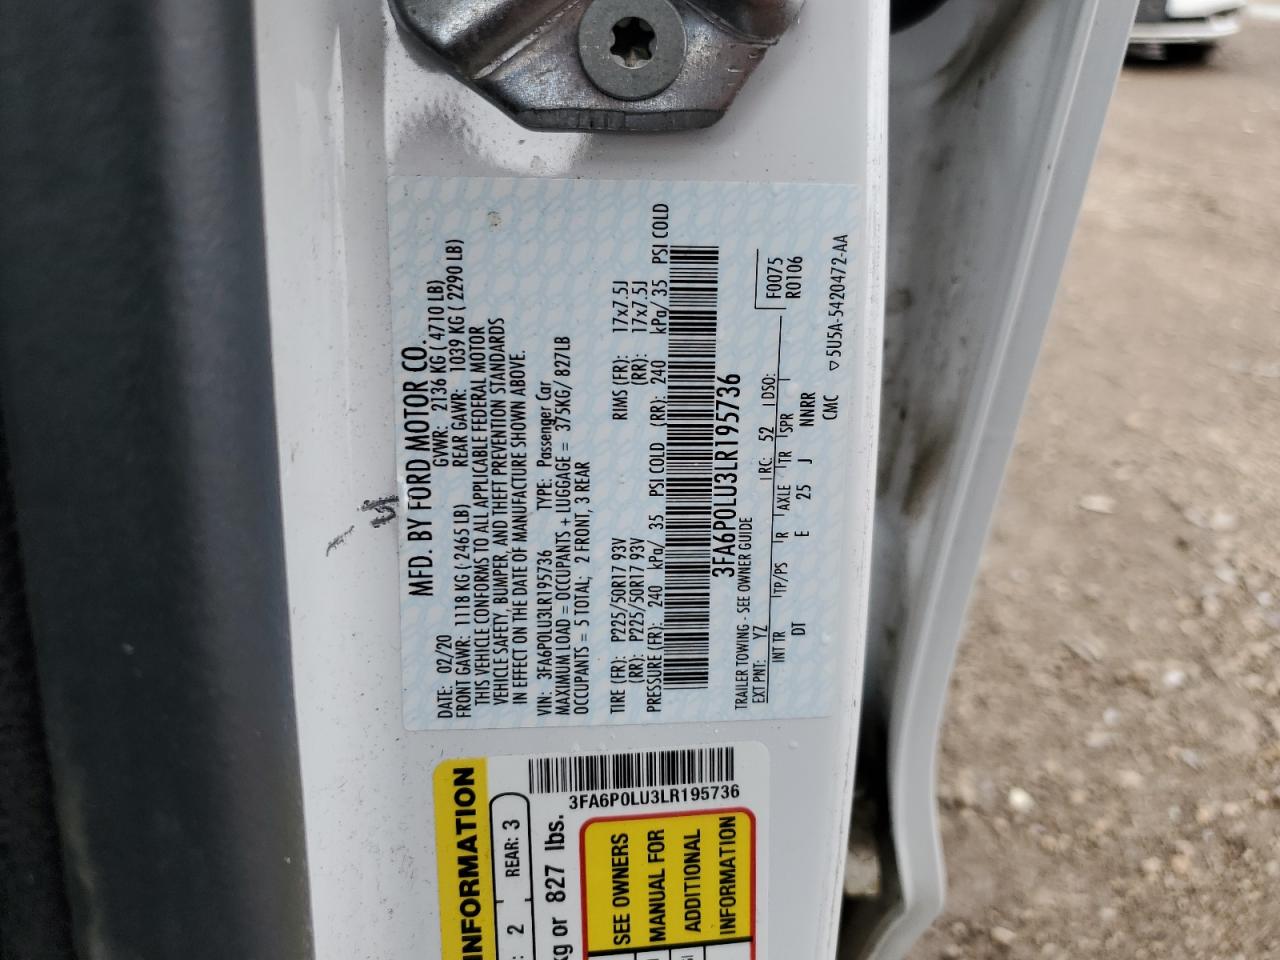 MFD. BY FORD MOTOR CO.
DATE: 02/20 GVWR: 2136 KG ( 4710 LB)
FRONT GAWR: 1118 KG ( 2465 LB) REAR GAWR: 1039 KG ( 2290 LB)
THIS VEHICLE CONFORMS TO ALL APPLICABLE FEDERAL MOTOR
VEHICLE SAFETY, BUMPER, AND THEFT PREVENTION STANDARDS
IN EFFECT ON THE DATE OF MANUFACTURE SHOWN ABOVE.
VIN: 3FA6P0LU3LR195736 TYPE: Passenger Car
MAXIMUM LOAD = OCCUPANTS + LUGGAGE = 375KG/ 827LB
OCCUPANTS = 5 TOTAL; 2 FRONT, 3 REAR
TIRE (FR): P225/50R17 93V RIMS (FR): 17x7.5J
(RR): P225/50R17 93V (RR): 17x7.5J
PRESSURE (FR): 240 kPa/ 35 PSI COLD (RR): 240 kPa/ 35 PSI COLD
3FA6P0LU3LR195736
TRAILER TOWING - SEE OWNER GUIDE
F0075
EXT PNT: YZ RC: 52 DSO: R0106
INT TR TP/PS R AXLE TR SPR
DT E 25 J NNRR
CMC
▽5U5A-5420472-AA
INFORMATION
: 2 REAR: 3
3FA6P0LU3LR195736
kg or 827 lbs.
SEE OWNERS
MANUAL FOR
ADDITIONAL
INFORMATION